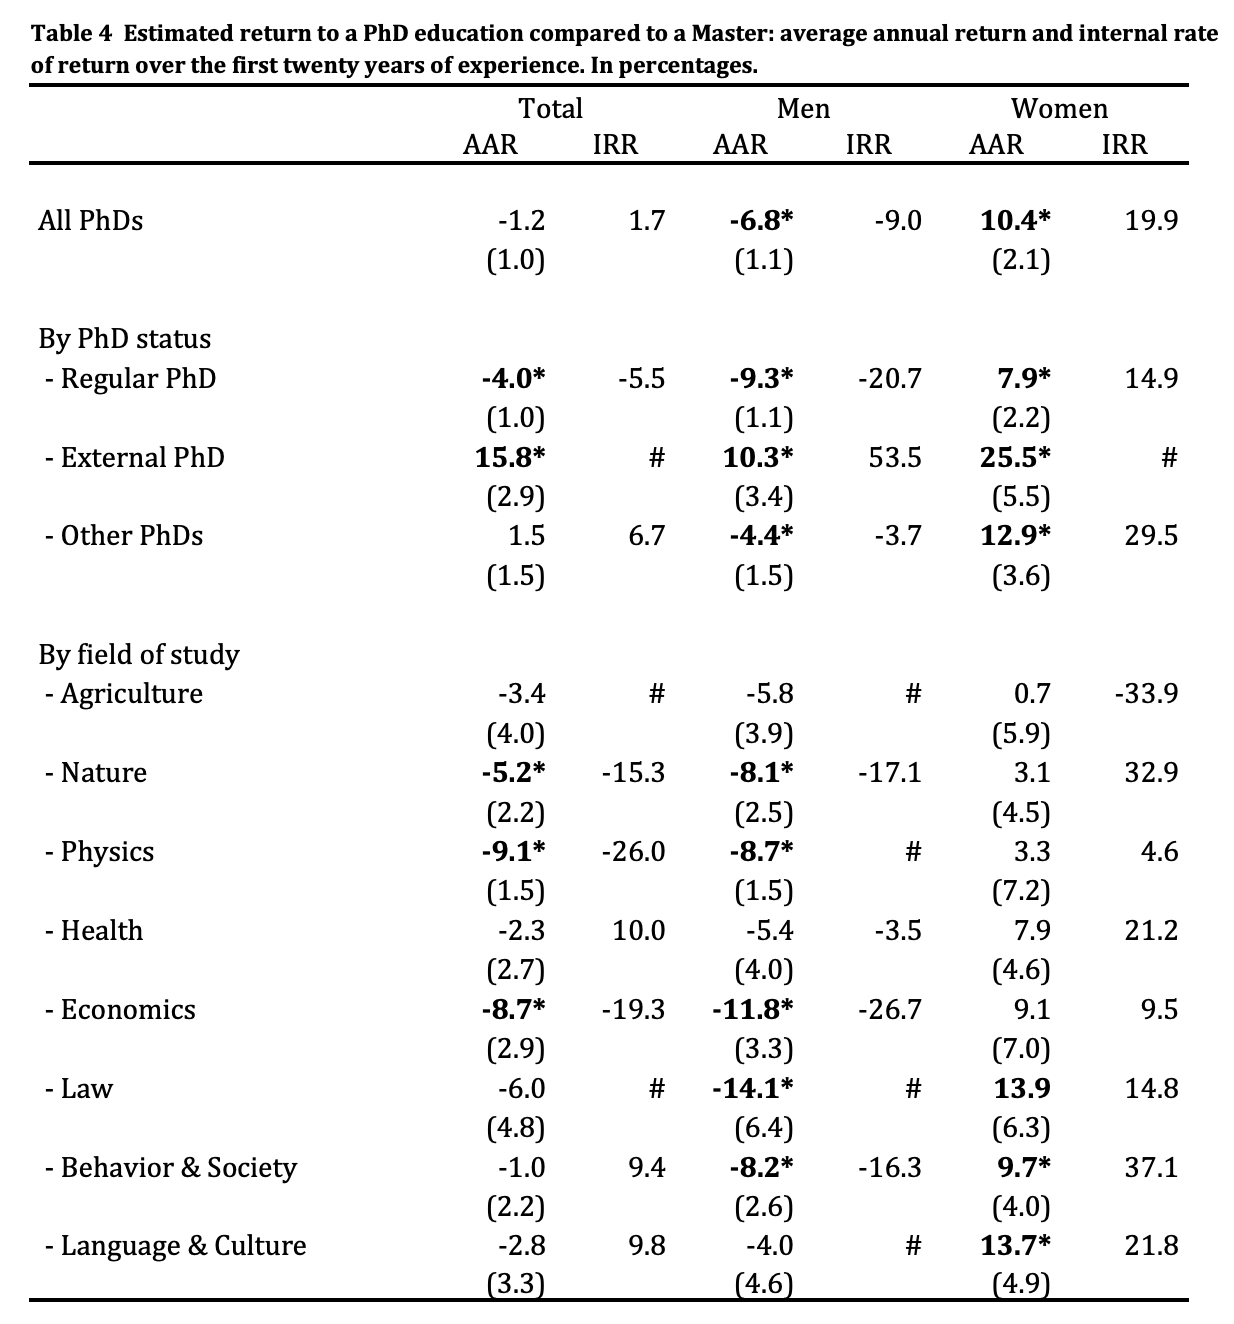 Table 4 Estimated return to a PhD education compared to a Master: average annual return and internal rate
of return over the first twenty years of experience. In percentages.
Total Men Women
AAR IRR AAR IRR AAR IRR
All PhDs -1.2 1.7 -6.8* -9.0 10.4* 19.9
(1.0) (1.1) (2.1)
By PhD status
- Regular PhD -4.0* -5.5 -9.3* -20.7 7.9* 14.9
(1.0) (1.1) (2.2)
- External PhD 15.8* # 10.3* 53.5 25.5* #
(2.9) (3.4) (5.5)
- Other PhDs 1.5 6.7 -4.4* -3.7 12.9* 29.5
(1.5) (1.5) (3.6)
By field of study
- Agriculture -3.4 # -5.8 # 0.7 -33.9
(4.0) (3.9) (5.9)
- Nature -5.2* -15.3 -8.1* -17.1 3.1 32.9
(2.2) (2.5) (4.5)
- Physics -9.1* -26.0 -8.7* # 3.3 4.6
(1.5) (1.5) (7.2)
- Health -2.3 10.0 -5.4 -3.5 7.9 21.2
(2.7) (4.0) (4.6)
- Economics -8.7* -19.3 -11.8* -26.7 9.1 9.5
(2.9) (3.3) (7.0)
- Law -6.0 # -14.1* # 13.9 14.8
(4.8) (6.4) (6.3)
- Behavior & Society -1.0 9.4 -8.2* -16.3 9.7* 37.1
(2.2) (2.6) (4.0)
- Language & Culture -2.8 9.8 -4.0 # 13.7* 21.8
(3.3) (4.6) (4.9)